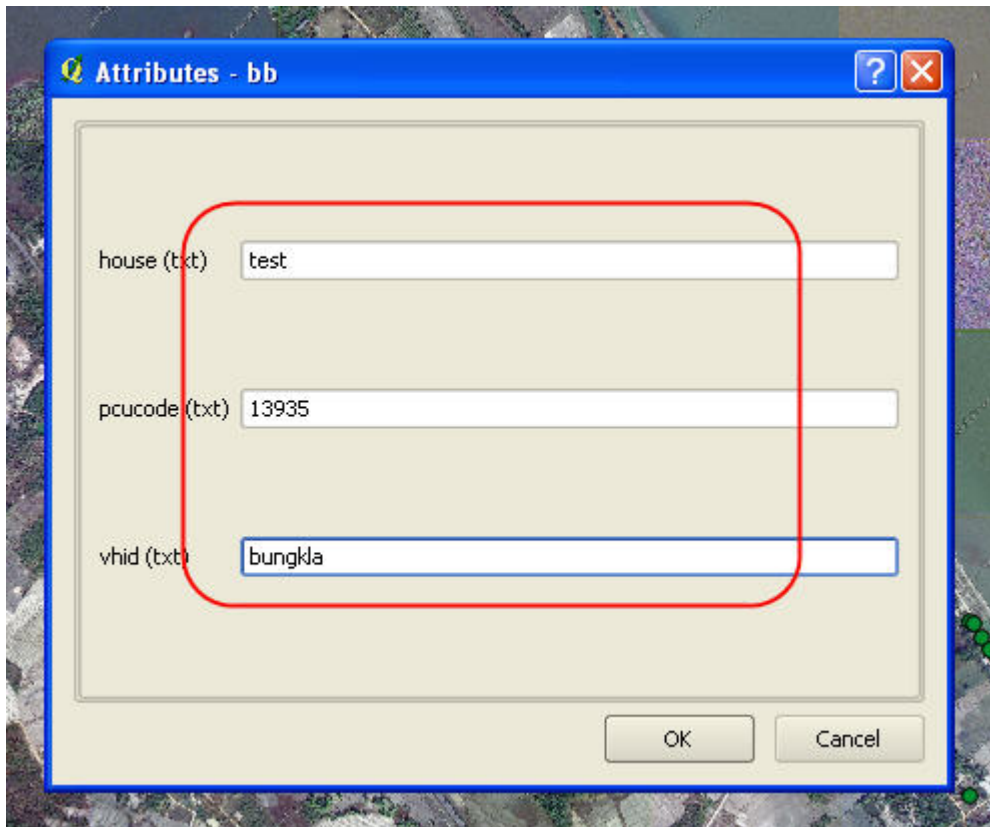 Attributes - bb
house (txt) test
pcucode (txt) 13935
vhid (txt) bungkla
OK Cancel